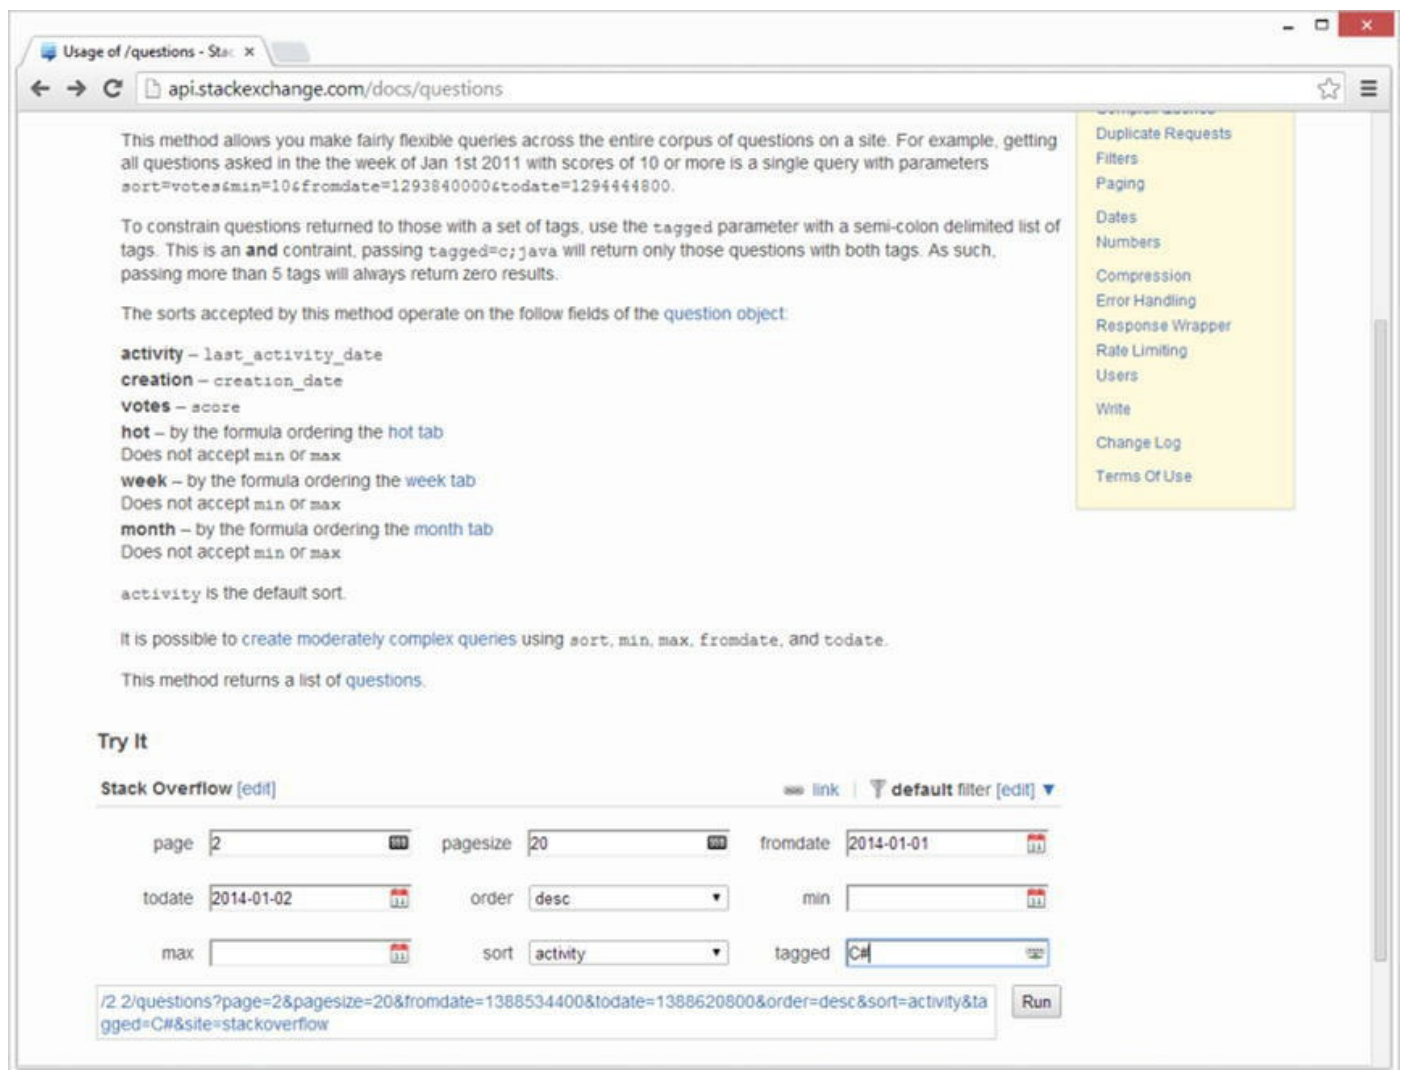 Usage of /questions - Sta
api.stackexchange.com/docs/questions
This method allows you make fairly flexible queries across the entire corpus of questions on a site. For example, getting
all questions asked in the the week of Jan 1st 2011 with scores of 10 or more is a single query with parameters
sort=votes&min=10&fromdate=1293840000&todate=1294444800.
To constrain questions returned to those with a set of tags, use the tagged parameter with a semi-colon delimited list of
tags. This is an and contraint, passing tagged=c;java will return only those questions with both tags. As such,
passing more than 5 tags will always return zero results.
The sorts accepted by this method operate on the follow fields of the question object:
activity – last_activity_date
creation – creation_date
votes – score
hot – by the formula ordering the hot tab
Does not accept min or max
week – by the formula ordering the week tab
Does not accept min or max
month – by the formula ordering the month tab
Does not accept min or max
activity is the default sort.
It is possible to create moderately complex queries using sort, min, max, fromdate, and todate.
This method returns a list of questions.
Complex Queries
Duplicate Requests
Filters
Paging
Dates
Numbers
Compression
Error Handling
Response Wrapper
Rate Limiting
Users
Write
Change Log
Terms Of Use
Try It
Stack Overflow [edit] link | default filter [edit] ▼
page 2 pagesize 20 fromdate 2014-01-01
todate 2014-01-02 order desc min
max sort activity tagged C#
/2.2/questions?page=2&pagesize=20&fromdate=1388534400&todate=1388620800&order=desc&sort=activity&ta
gged=C#&site=stackoverflow
Run